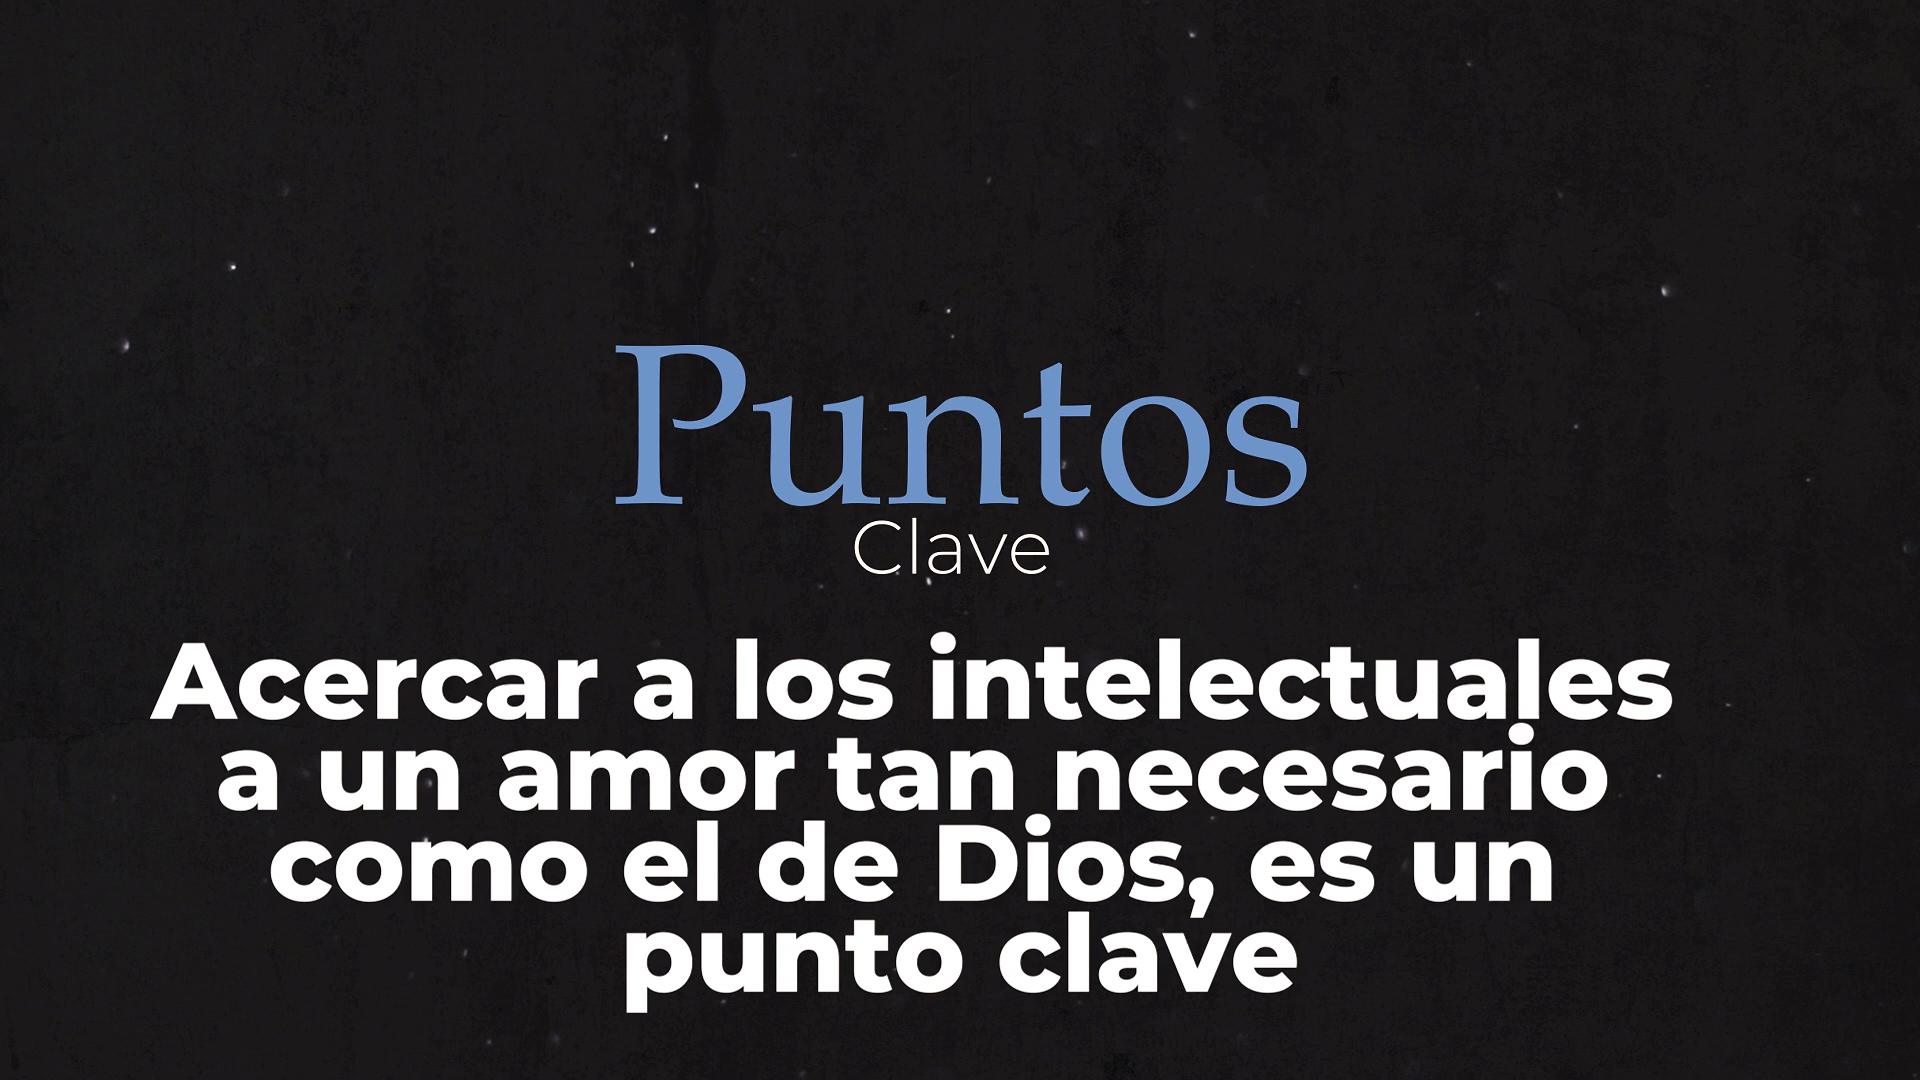 Puntos
Clave
Acercar a los intelectuales
a un amor tan necesario
como el de Dios, es un
punto clave